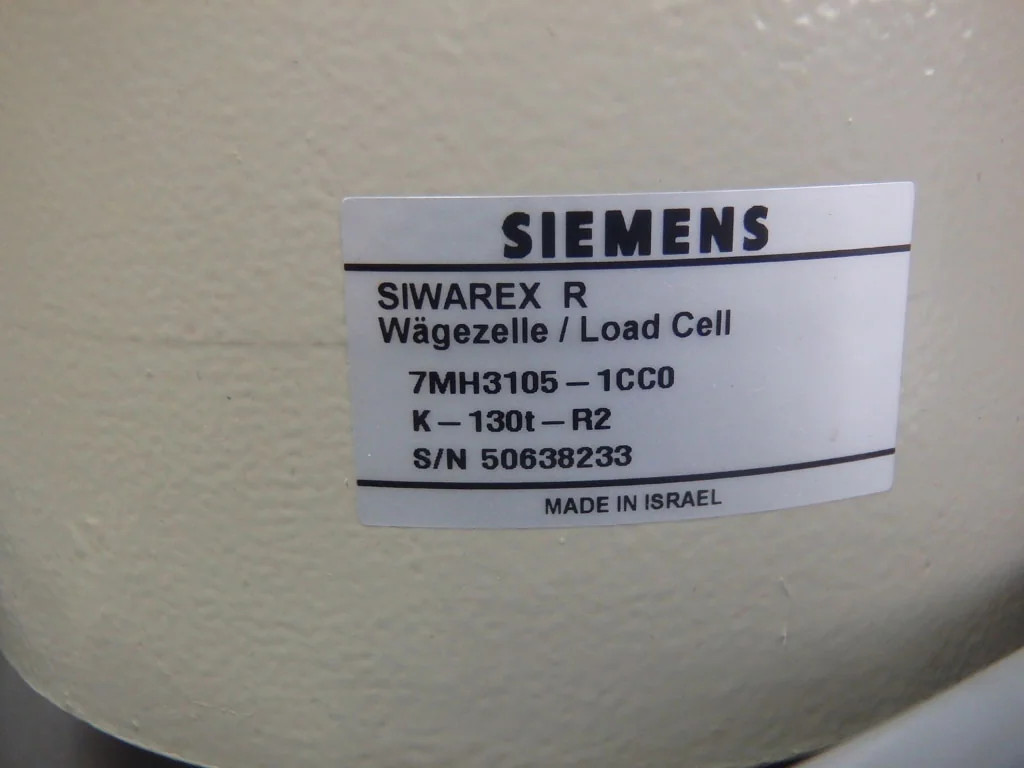 SIEMENS
SIWAREX R
Wägezelle / Load Cell
7MH3105-1CC0
K-130t-R2
S/N 50638233
MADE IN ISRAEL